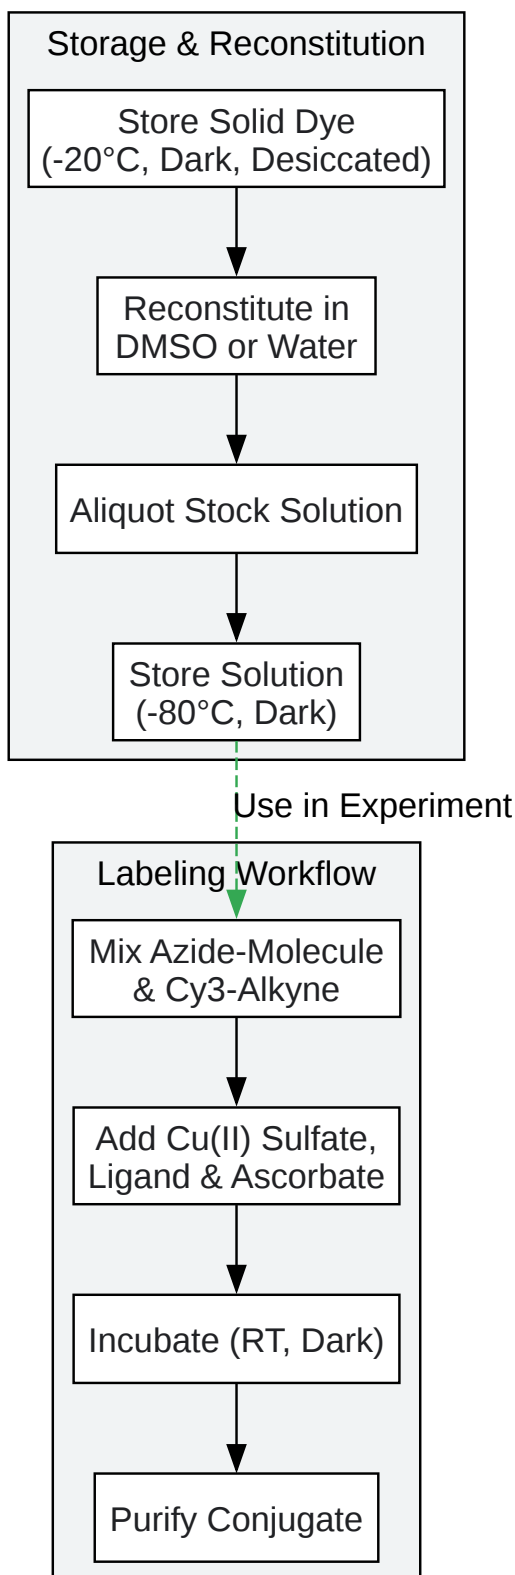 Storage & Reconstitution
Store Solid Dye
(-20°C, Dark, Desiccated)
Reconstitute in
DMSO or Water
Aliquot Stock Solution
Store Solution
(-80°C, Dark)
Use in Experiment
Labeling Workflow
Mix Azide-Molecule
& Cy3-Alkyne
Add Cu(II) Sulfate,
Ligand & Ascorbate
Incubate (RT, Dark)
Purify Conjugate